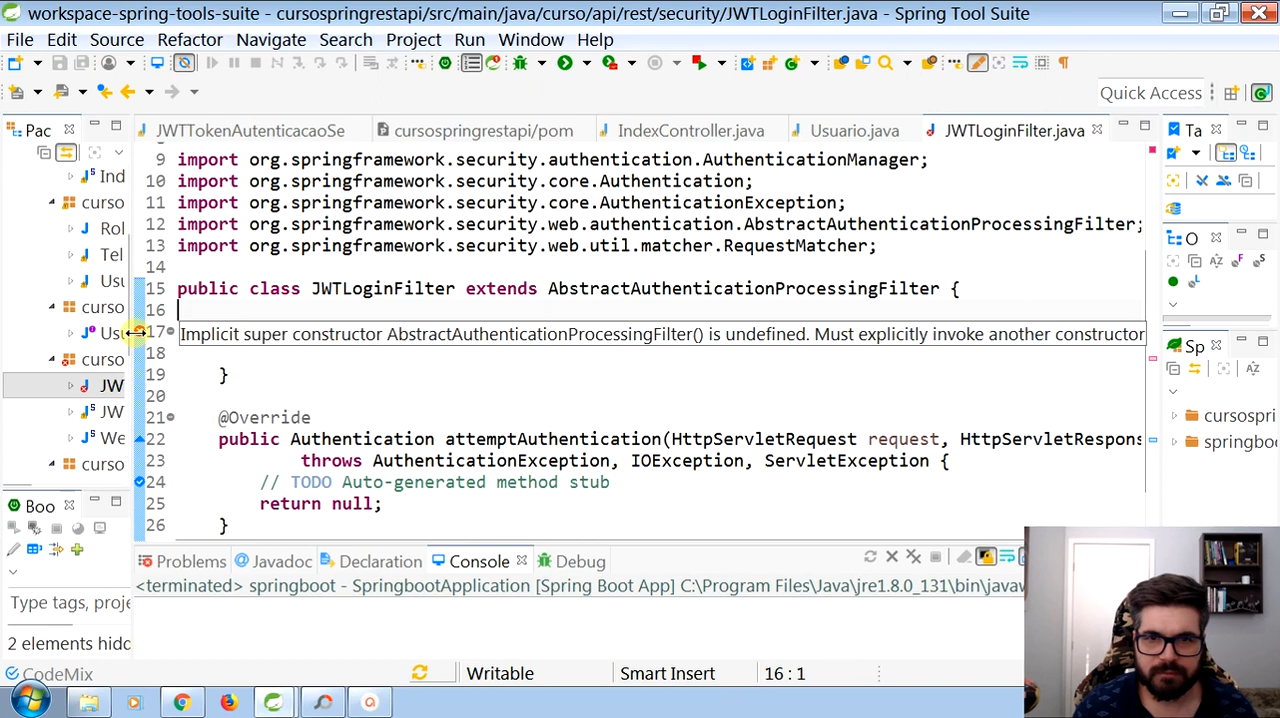 workspace-spring-tools-suite - cursospringrestapi/src/main/java/curso/api/rest/security/JWTLoginFilter.java - Spring Tool Suite
File Edit Source Refactor Navigate Search Project Run Window Help
Quick Access
Pac
JWTTokenAutenticacaoSe
cursospringrestapi/pom
IndexController.java
Usuario.java
JWTLoginFilter.java
Ta
Ind
curso
Rol
Tel
Usu
curso
Usu
curso
JWT
JW
We
curso
9 import org.springframework.security.authentication.AuthenticationManager;
10 import org.springframework.security.core.Authentication;
11 import org.springframework.security.core.AuthenticationException;
12 import org.springframework.security.web.authentication.AbstractAuthenticationProcessingFilter;
13 import org.springframework.security.web.util.matcher.RequestMatcher;
14
15 public class JWTLoginFilter extends AbstractAuthenticationProcessingFilter {
16
17 Implicit super constructor AbstractAuthenticationProcessingFilter() is undefined. Must explicitly invoke another constructor
18
19 }
20
21 @Override
22 public Authentication attemptAuthentication(HttpServletRequest request, HttpServletRespons
23 throws AuthenticationException, IOException, ServletException {
24 // TODO Auto-generated method stub
25 return null;
26 }
O
Sp
cursospri
springbo
Boo
Type tags, proje
2 elements hidd
Problems @ Javadoc Declaration Console Debug
<terminated> springboot - SpringbootApplication [Spring Boot App] C:\Program Files\Java\jre1.8.0_131\bin\javaw
CodeMix
Writable
Smart Insert
16 : 1